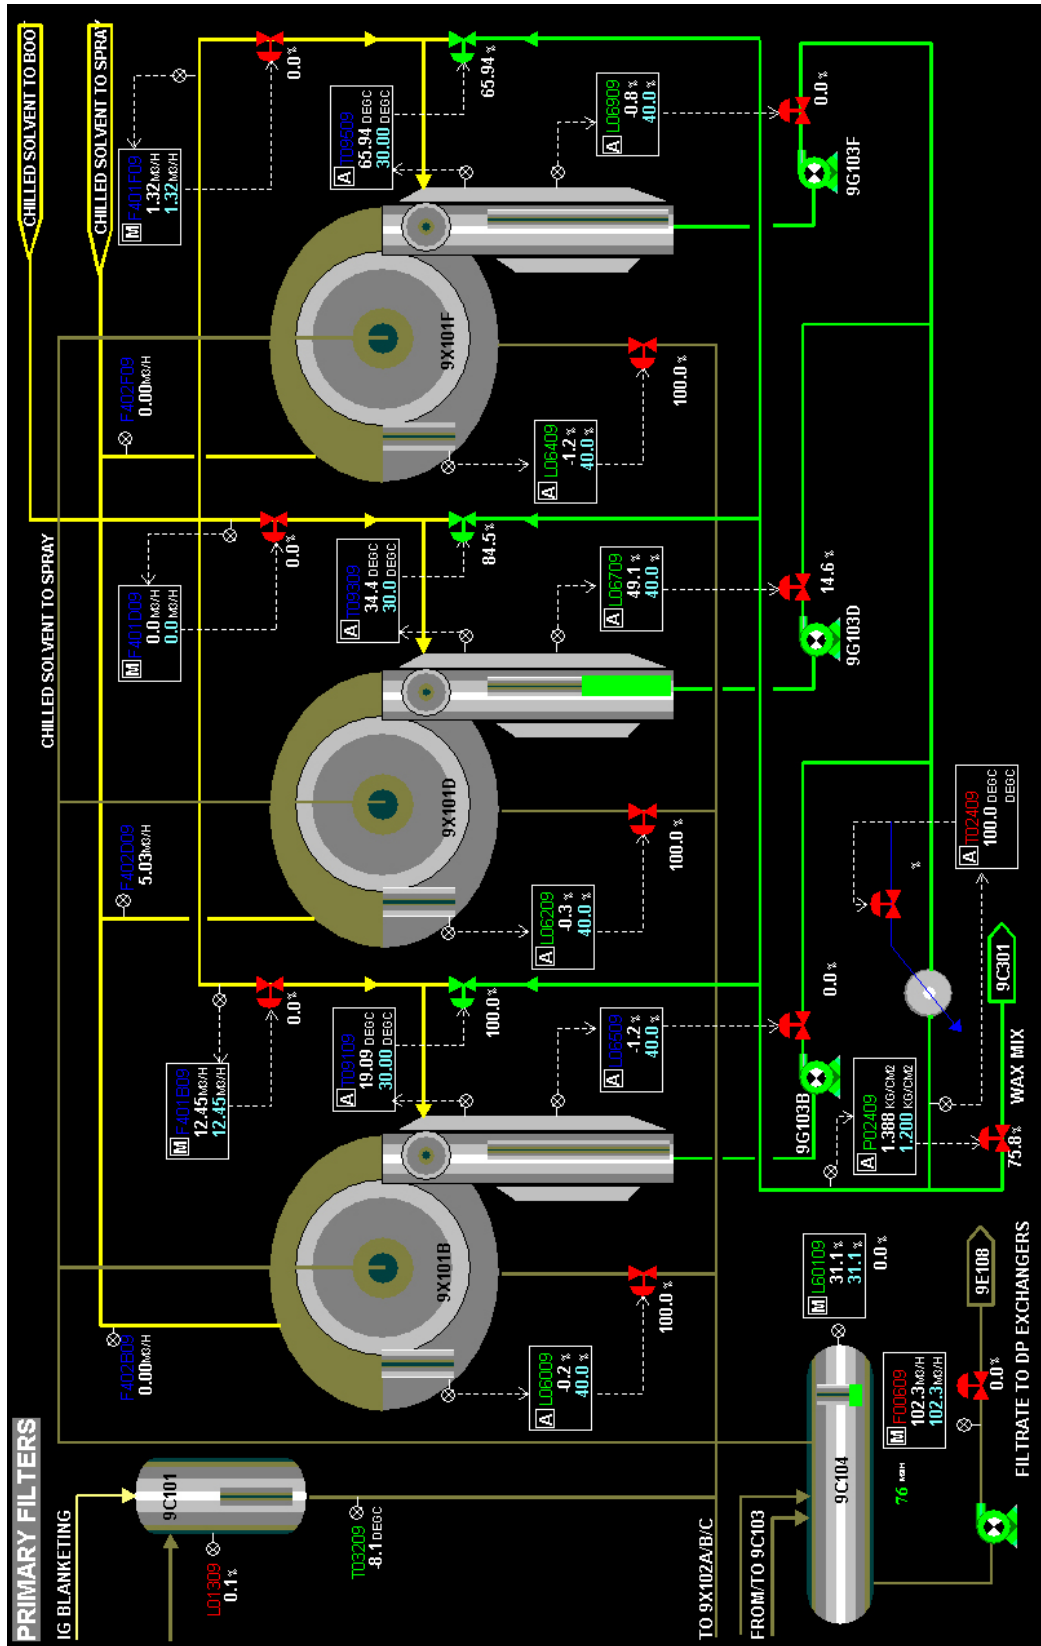 PRIMARY FILTERS
IG BLANKETING
CHILLED SOLVENT TO SPRAY
CHILLED SOLVENT TO BOO
CHILLED SOLVENT TO SPRAY
F402B09
0.00 M3/H
F402D09
5.03 M3/H
F402F09
0.00 M3/H
M F401B09
12.45 M3/H
12.45 M3/H
0.0 %
M F401D09
0.0 M3/H
0.0 M3/H
0.0 %
M F401F09
1.32 M3/H
1.32 M3/H
0.0 %
9C101
L01309
0.1 %
T03209
-8.1 DEGC
A T09109
19.09 DEGC
30.00 DEGC
100.0 %
A T09309
34.4 DEGC
30.0 DEGC
84.5 %
A T09509
65.94 DEGC
30.00 DEGC
65.94 %
9X101B
9X101D
9X101F
A L06009
-0.2 %
40.0 %
100.0 %
A L06509
-1.2 %
40.0 %
0.0 %
A L06209
-0.3 %
40.0 %
100.0 %
A L06709
49.1 %
40.0 %
14.6 %
A L06409
-1.2 %
40.0 %
100.0 %
A L06909
-0.8 %
40.0 %
0.0 %
9G103B
9G103D
9G103F
TO 9X102A/B/C
FROM/TO 9C103
9C104
M L60109
31.1 %
31.1 %
0.0 %
76 M3H
M F00609
102.3 M3/H
102.3 M3/H
0.0 %
9E108
FILTRATE TO DP EXCHANGERS
A P02409
1.388 KG/CM2
1.200 KG/CM2
75.8 %
WAX MIX
9C301
%
A T02409
100.0 DEGC
DEGC